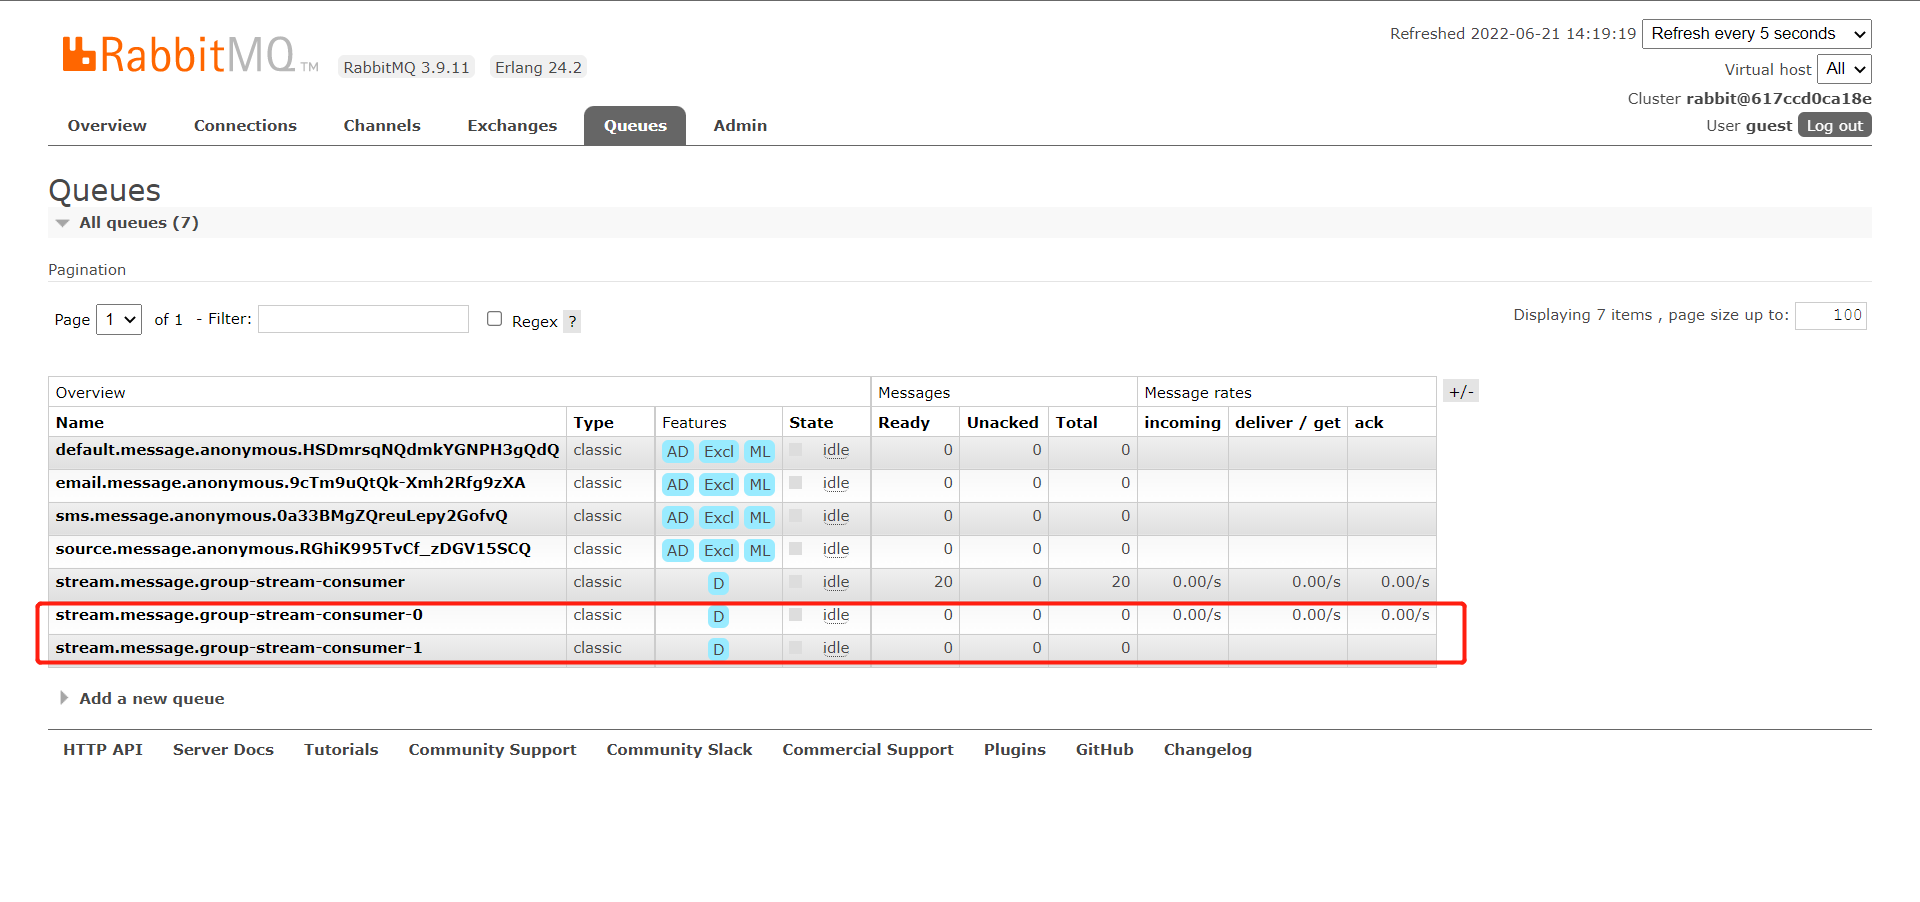 Refreshed 2022-06-21 14:19:19 Refresh every 5 seconds
RabbitMQ TM RabbitMQ 3.9.11 Erlang 24.2
Virtual host All
Cluster rabbit@617ccd0ca18e
User guest Log out
Overview Connections Channels Exchanges Queues Admin
Queues
All queues (7)
Pagination
Page 1 of 1 - Filter: Regex ?
Displaying 7 items , page size up to: 100
Overview Messages Message rates +/-
Name Type Features State Ready Unacked Total incoming deliver / get ack
default.message.anonymous.HSDmrsqNQdmkYGNPH3gQdQ classic AD Excl ML idle 0 0 0
email.message.anonymous.9cTm9uQtQk-Xmh2Rfg9zXA classic AD Excl ML idle 0 0 0
sms.message.anonymous.0a33BMgZQreuLepy2GofvQ classic AD Excl ML idle 0 0 0
source.message.anonymous.RGhiK995TvCf_zDGV15SCQ classic AD Excl ML idle 0 0 0
stream.message.group-stream-consumer classic D idle 20 0 20 0.00/s 0.00/s 0.00/s
stream.message.group-stream-consumer-0 classic D idle 0 0 0 0.00/s 0.00/s 0.00/s
stream.message.group-stream-consumer-1 classic D idle 0 0 0
Add a new queue
HTTP API Server Docs Tutorials Community Support Community Slack Commercial Support Plugins GitHub Changelog